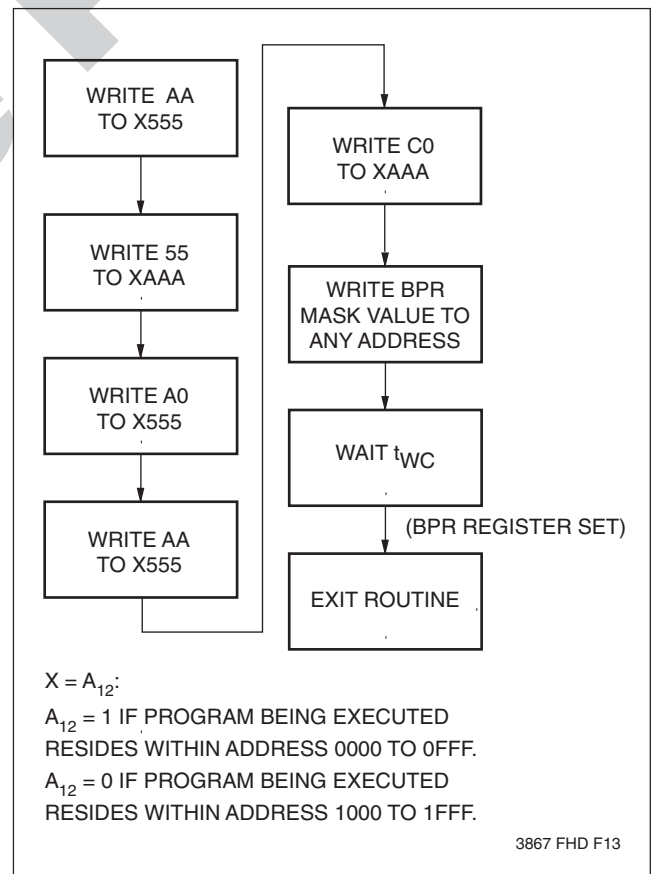 WRITE AA
TO X555
WRITE 55
TO XAAA
WRITE A0
TO X555
WRITE AA
TO X555
WRITE C0
TO XAAA
WRITE BPR
MASK VALUE TO
ANY ADDRESS
WAIT tWC
(BPR REGISTER SET)
EXIT ROUTINE
X = A12:
A12 = 1 IF PROGRAM BEING EXECUTED
RESIDES WITHIN ADDRESS 0000 TO 0FFF.
A12 = 0 IF PROGRAM BEING EXECUTED
RESIDES WITHIN ADDRESS 1000 TO 1FFF.
3867 FHD F13